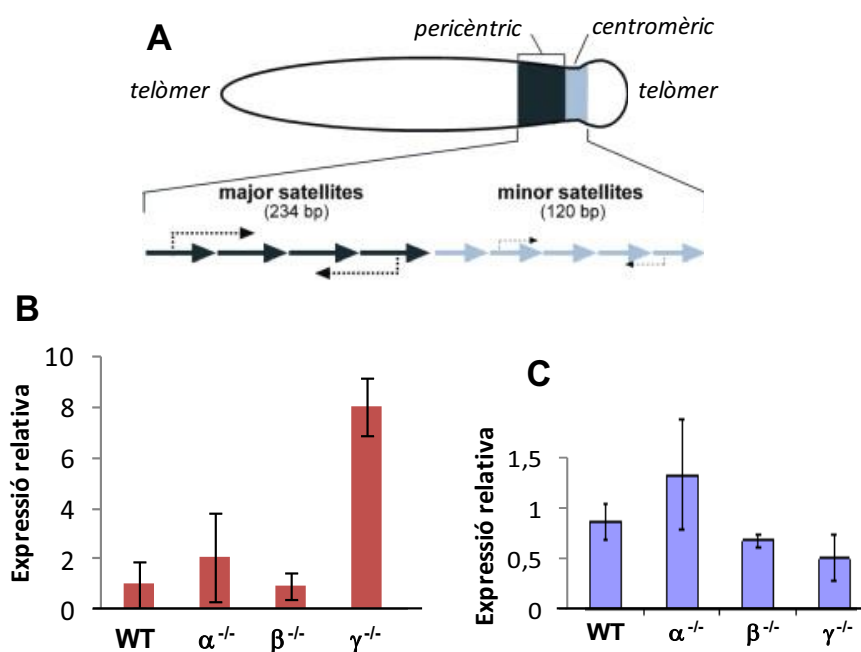 A
pericèntric
centromèric
telòmer
telòmer
major satellites
(234 bp)
minor satellites
(120 bp)
B
Expressió relativa
10
8
6
4
2
0
WT
α -/-
β -/-
γ -/-
C
Expressió relativa
1,5
1
0,5
0
WT
α -/-
β -/-
γ -/-